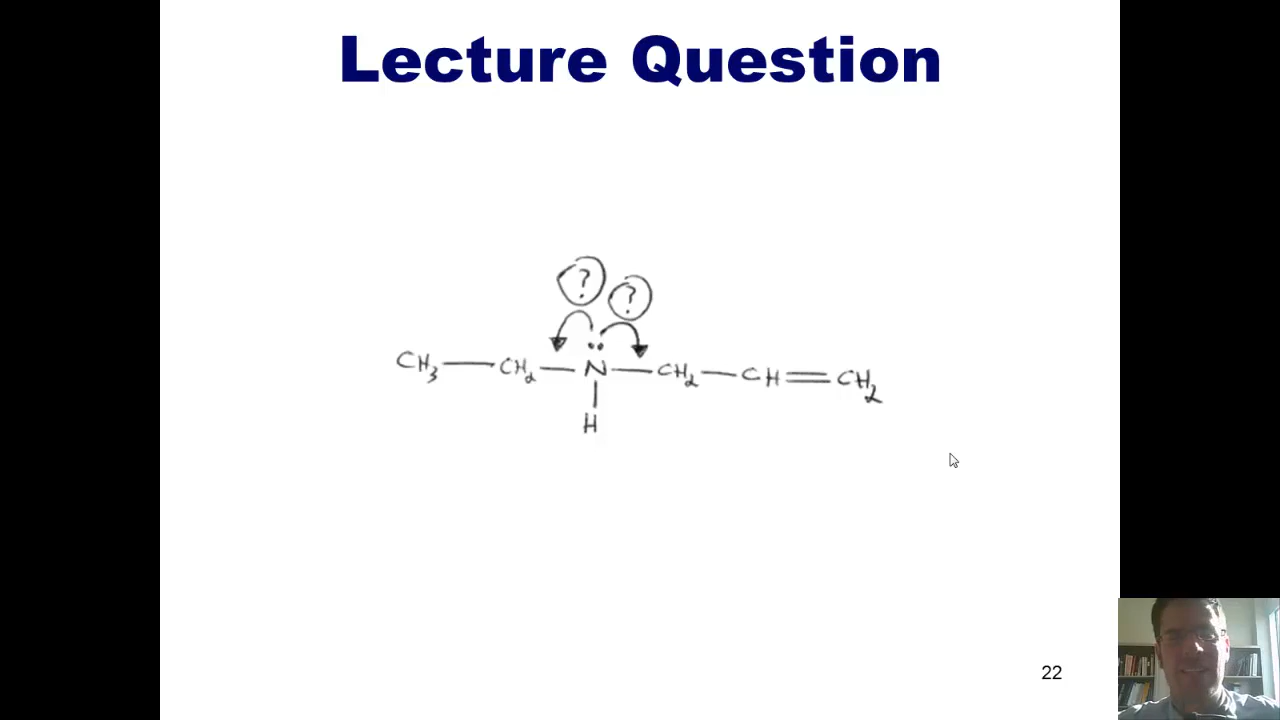 Lecture Question
? ?
CH3—CH2—N—CH2—CH=CH2
H
22